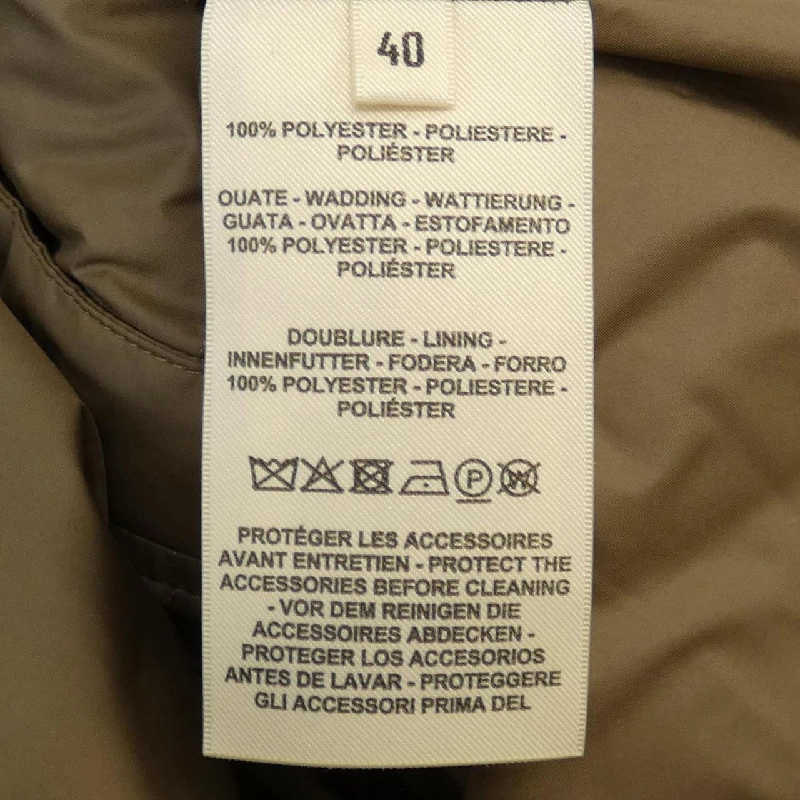 40
100% POLYESTER - POLIESTERE -
POLIÉSTER
OUATE - WADDING - WATTIERUNG -
GUATA - OVATTA - ESTOFAMENTO
100% POLYESTER - POLIESTERE -
POLIÉSTER
DOUBLURE - LINING -
INNENFUTTER - FODERA - FORRO
100% POLYESTER - POLIESTERE -
POLIÉSTER
P W
PROTÉGER LES ACCESSOIRES
AVANT ENTRETIEN - PROTECT THE
ACCESSORIES BEFORE CLEANING
- VOR DEM REINIGEN DIE
ACCESSOIRES ABDECKEN -
PROTEGER LOS ACCESORIOS
ANTES DE LAVAR - PROTEGGERE
GLI ACCESSORI PRIMA DEL